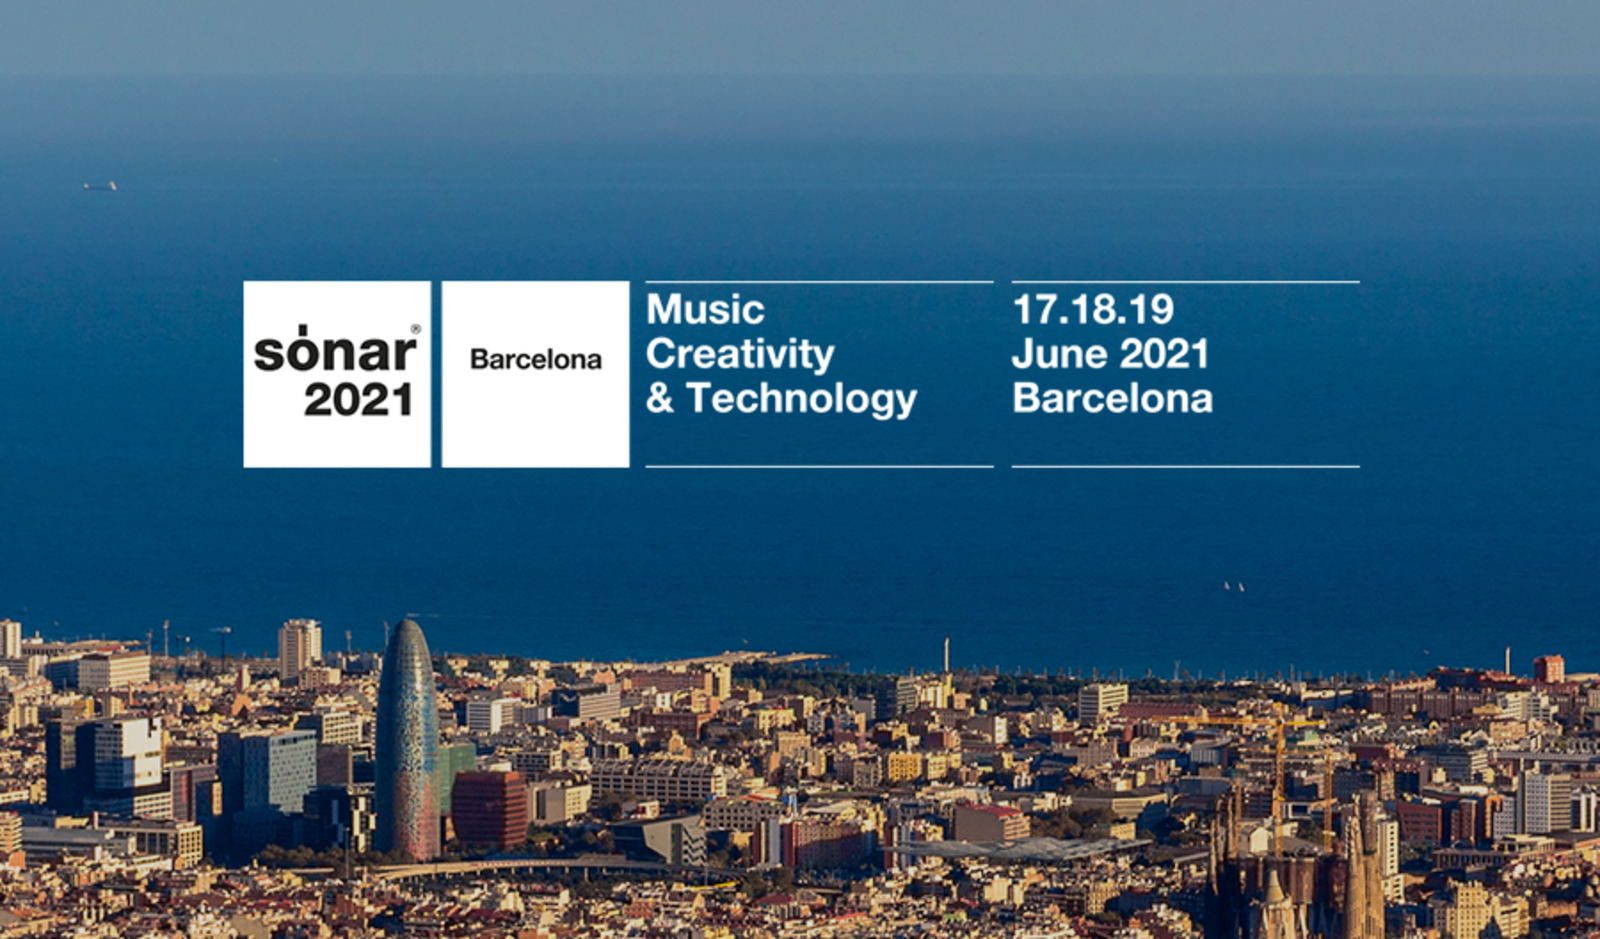 sónar®
2021
Barcelona
Music
Creativity
& Technology
17.18.19
June 2021
Barcelona